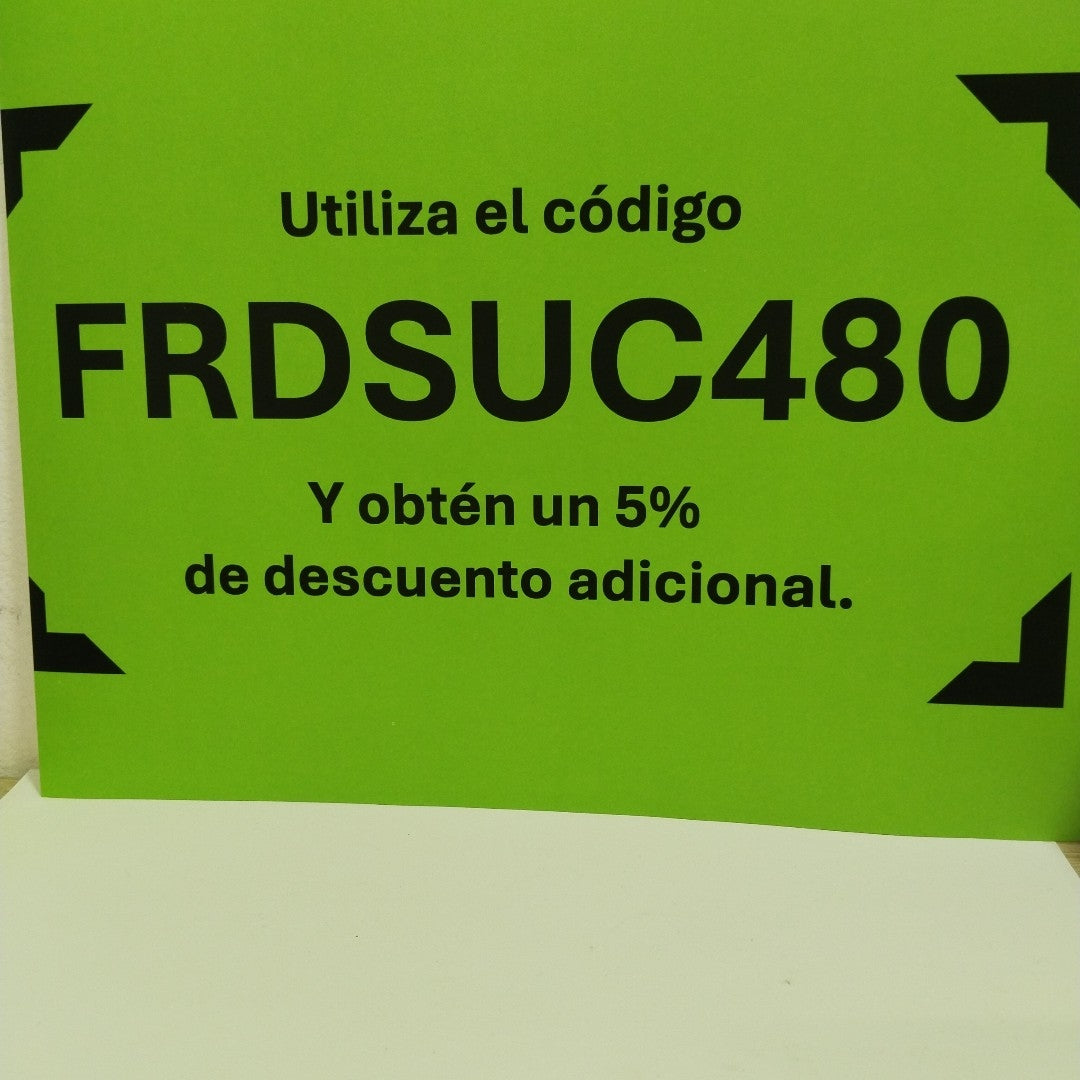 Utiliza el código
FRDSUC480
Y obtén un 5%
de descuento adicional.